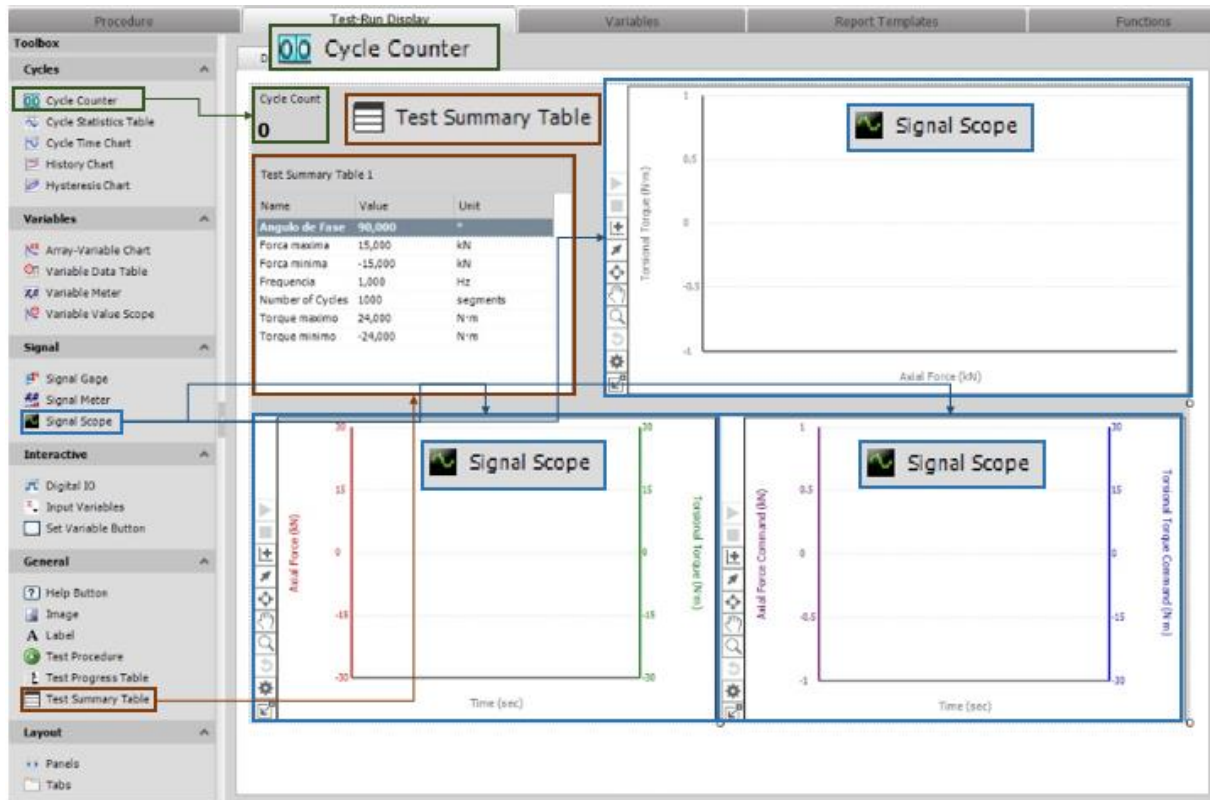 Procedure
Test-Run Display
Variables
Report Templates
Functions
Toolbox
Cycles
Cycle Counter
Cycle Statistics Table
Cycle Time Chart
History Chart
Hysteresis Chart
Variables
Array-Variable Chart
Variable Data Table
Variable Meter
Variable Value Scope
Signal
Signal Gage
Signal Meter
Signal Scope
Interactive
Digital IO
Input Variables
Set Variable Button
General
Help Button
Image
Label
Test Procedure
Test Progress Table
Test Summary Table
Layout
Panels
Tabs
Cycle Counter
Cycle Count
0
Test Summary Table
Test Summary Table 1
Name Value Unit
Angulo de Fase 90,000 °
Forca maxima 15,000 kN
Forca minima -15,000 kN
Frequencia 1,000 Hz
Number of Cycles 1000 segments
Torque maximo 24,000 N·m
Torque minimo -24,000 N·m
Signal Scope
Torsional Torque (N·m)
1
0.5
0
-0.5
-1
Axial Force (kN)
Signal Scope
Axial Force (kN)
30
15
0
-15
-30
30
15
0
-15
-30
Torsional Torque (N·m)
Time (sec)
Signal Scope
Axial Force Command (kN)
1
0.5
0
-0.5
-1
30
15
0
-15
-30
Torsional Torque Command (N·m)
Time (sec)